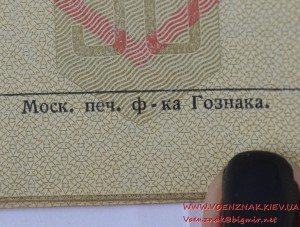 Моск. печ. ф-ка Гознака.
WWW.VOENZNAK.KIEV.UA
Voenznak@bigmir.net